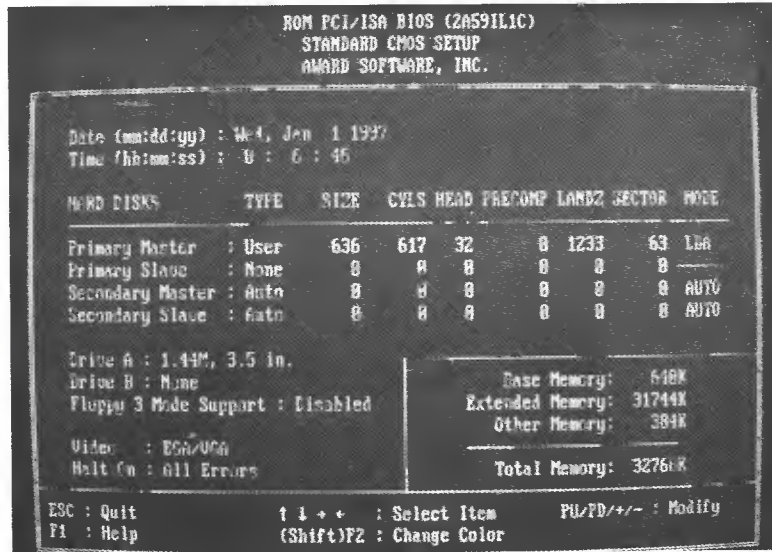 ROM PCI/ISA BIOS (2A59IL1C)
STANDARD CMOS SETUP
AWARD SOFTWARE, INC.
Date (mm:dd:yy) : Wed, Jan 1 1997
Time (hh:mm:ss) : 0 : 6 : 46
HARD DISKS TYPE SIZE CYLS HEAD PRECOMP LANDZ SECTOR MODE
Primary Master : User 636 617 32 0 1233 63 LBA
Primary Slave : None 0 0 0 0 0 0 ------
Secondary Master : Auto 0 0 0 0 0 0 AUTO
Secondary Slave : Auto 0 0 0 0 0 0 AUTO
Drive A : 1.44M, 3.5 in.
Drive B : None
Floppy 3 Mode Support : Disabled
Video : EGA/VGA
Halt On : All Errors
Base Memory: 640K
Extended Memory: 31744K
Other Memory: 384K
Total Memory: 32768K
ESC : Quit ↑ ↓ → ← : Select Item PU/PD/+/- : Modify
F1 : Help (Shift)F2 : Change Color